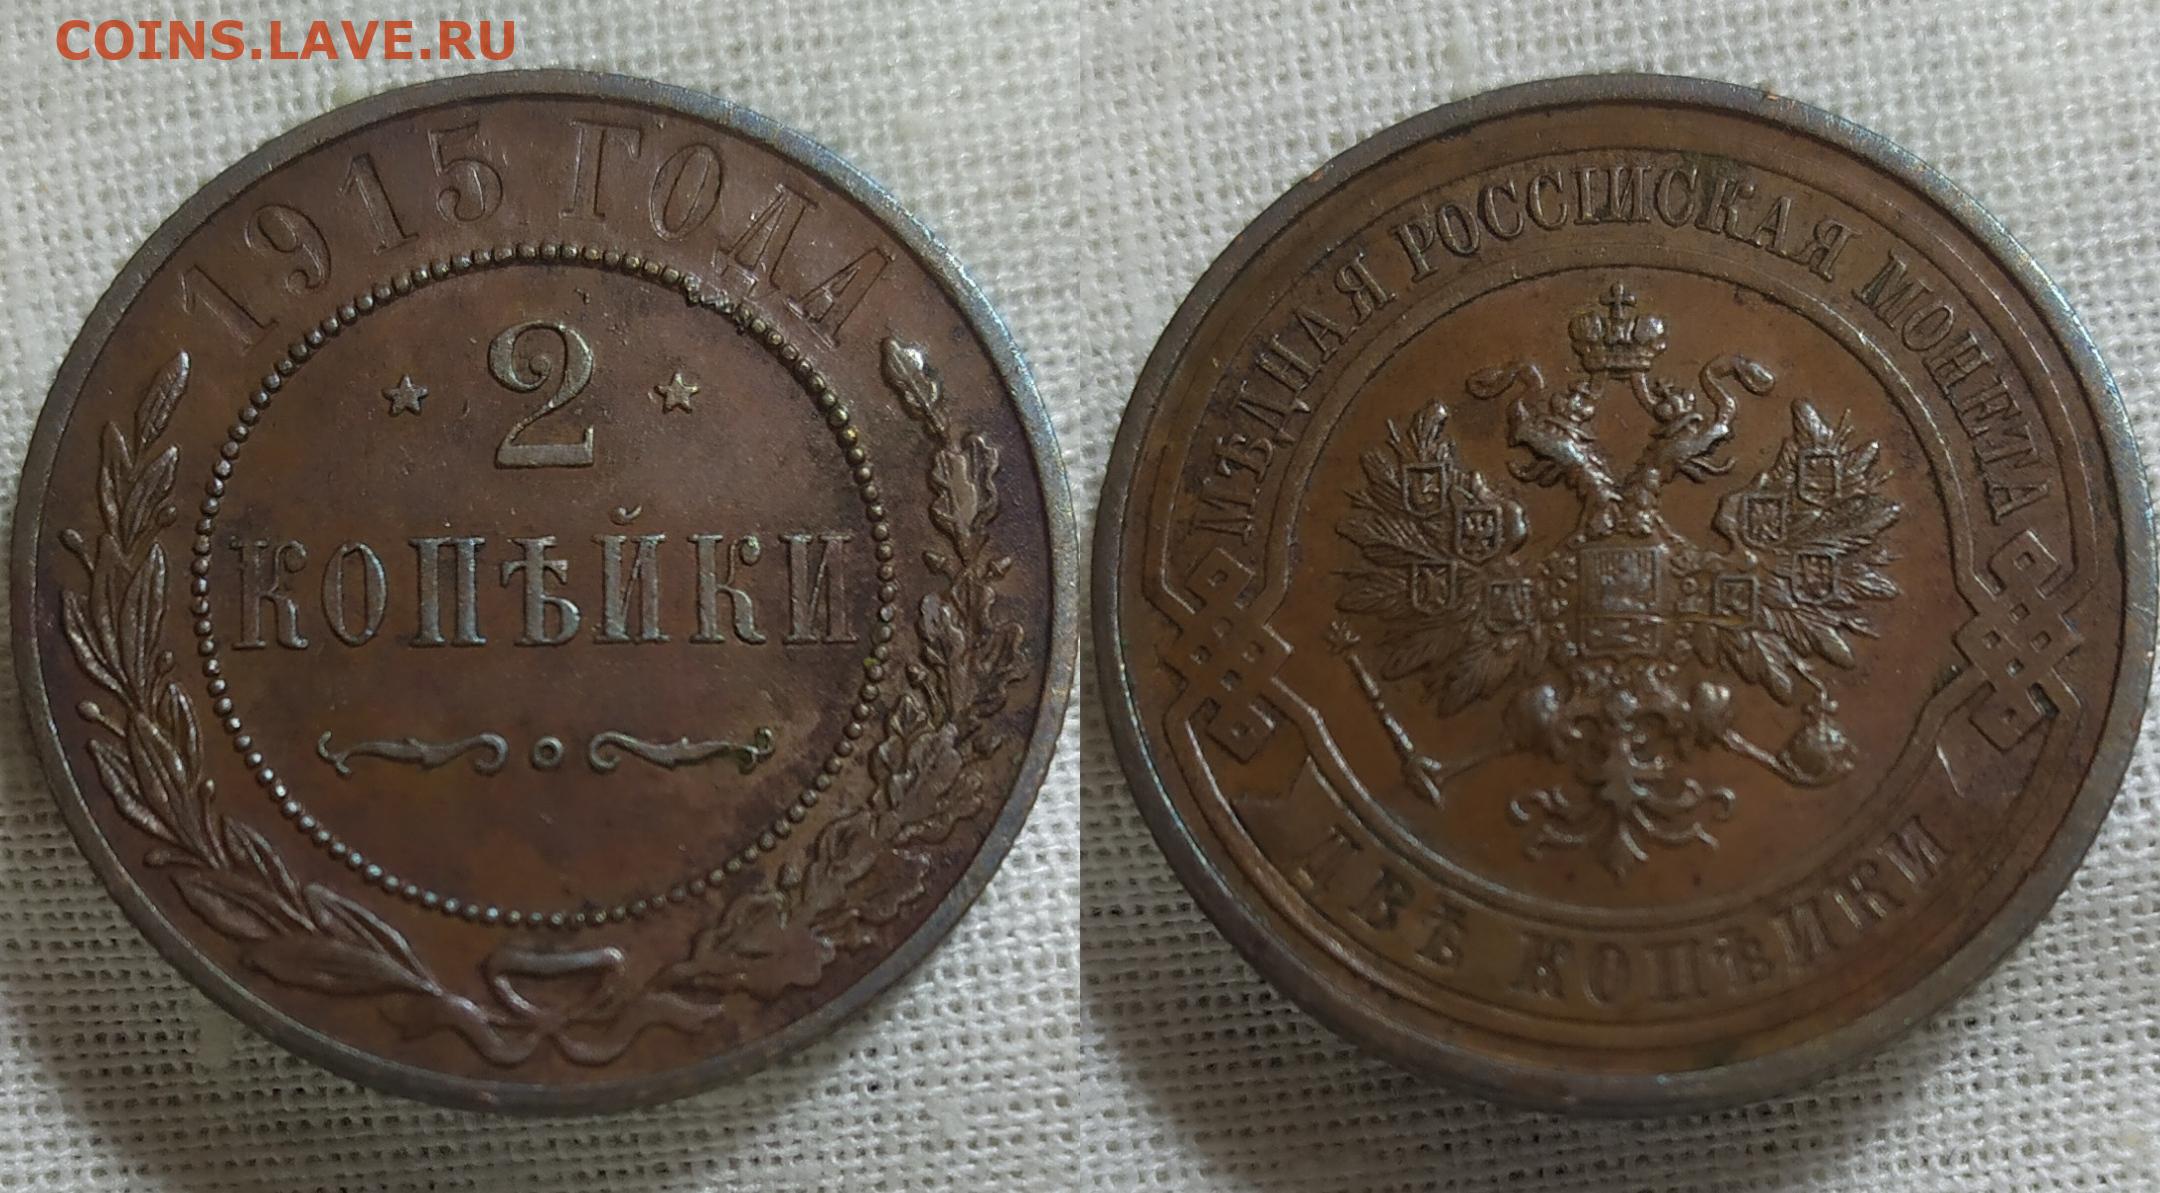 COINS.LAVE.RU
1915 ГОДА
2
КОПѢЙКИ
МѢДНАЯ РОССІЙСКАЯ МОНЕТА
ДВѢ КОПѢЙКИ